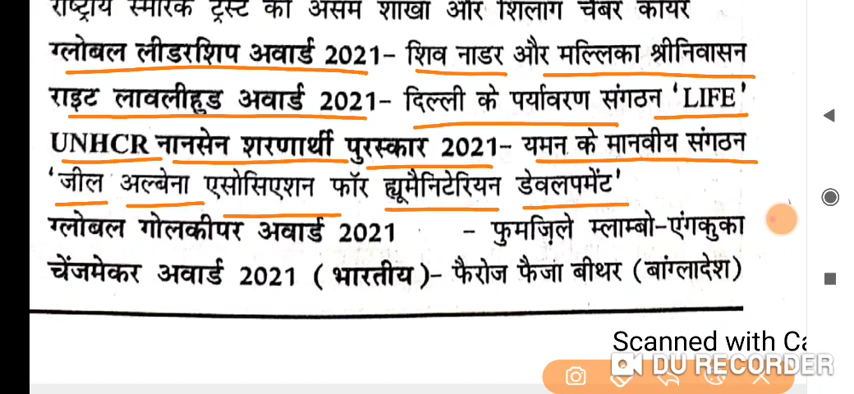 राष्ट्रीय स्मारक ट्रस्ट की असम शाखा और शिलांग चैंबर कॉयर
ग्लोबल लीडरशिप अवार्ड 2021- शिव नाडर और मल्लिका श्रीनिवासन
राइट लावलीहुड अवार्ड 2021- दिल्ली के पर्यावरण संगठन 'LIFE'
UNHCR नानसेन शरणार्थी पुरस्कार 2021- यमन के मानवीय संगठन
'जील अल्बेना एसोसिएशन फॉर ह्यूमैनिटेरियन डेवलपमेंट'
ग्लोबल गोलकीपर अवार्ड 2021 - फुमज़िले म्लाम्बो-एंगकुका
चेंजमेकर अवार्ड 2021 (भारतीय)- फैरोज फैजा बीथर (बांग्लादेश)
Scanned with Ca
DU RECORDER